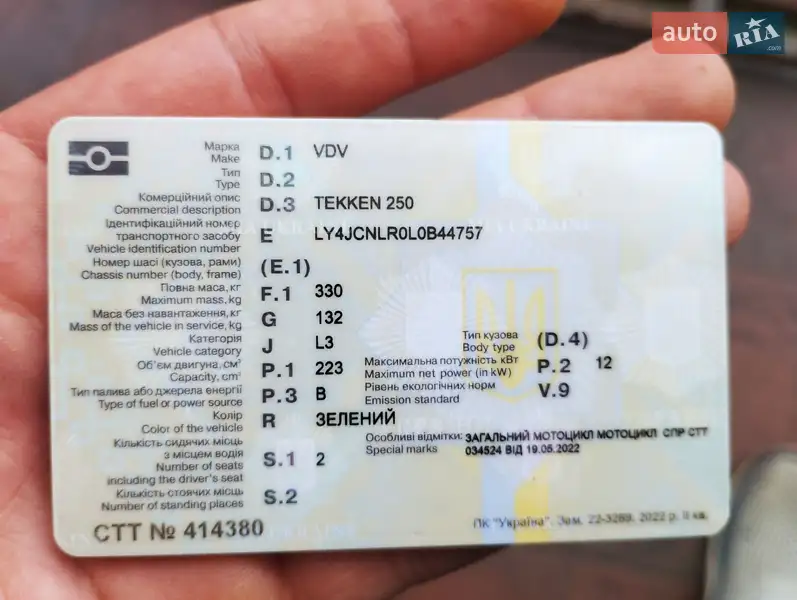 auto RIA .com
Марка
Make D.1 VDV
Тип
Type D.2
Комерційний опис
Commercial description D.3 TEKKEN 250
Ідентифікаційний номер
транспортного засобу
Vehicle identification number E LY4JCNLR0L0B44757
Номер шасі (кузова, рами)
Chassis number (body, frame) (E.1)
Повна маса,кг
Maximum mass,kg F.1 330
Маса без навантаження,кг
Mass of the vehicle in service,kg G 132
Категорія
Vehicle category J L3
Тип кузова
Body type (D.4)
Об'єм двигуна, см³
Capacity, cm³ P.1 223
Максимальна потужність кВт
Maximum net power (in kW) P.2 12
Тип палива або джерела енергії
Type of fuel or power source P.3 B
Рівень екологічних норм
Emission standard V.9
Колір
Color of the vehicle R ЗЕЛЕНИЙ
Особливі відмітки: ЗАГАЛЬНИЙ МОТОЦИКЛ МОТОЦИКЛ СПР СТТ
Special marks 034524 ВІД 19.05.2022
Кількість сидячих місць
з місцем водія
Number of seats
including the driver's seat S.1 2
Кількість стоячих місць
Number of standing places S.2
СТТ № 414380
ПК "Україна". Зам. 22-3269. 2022 р. II кв.